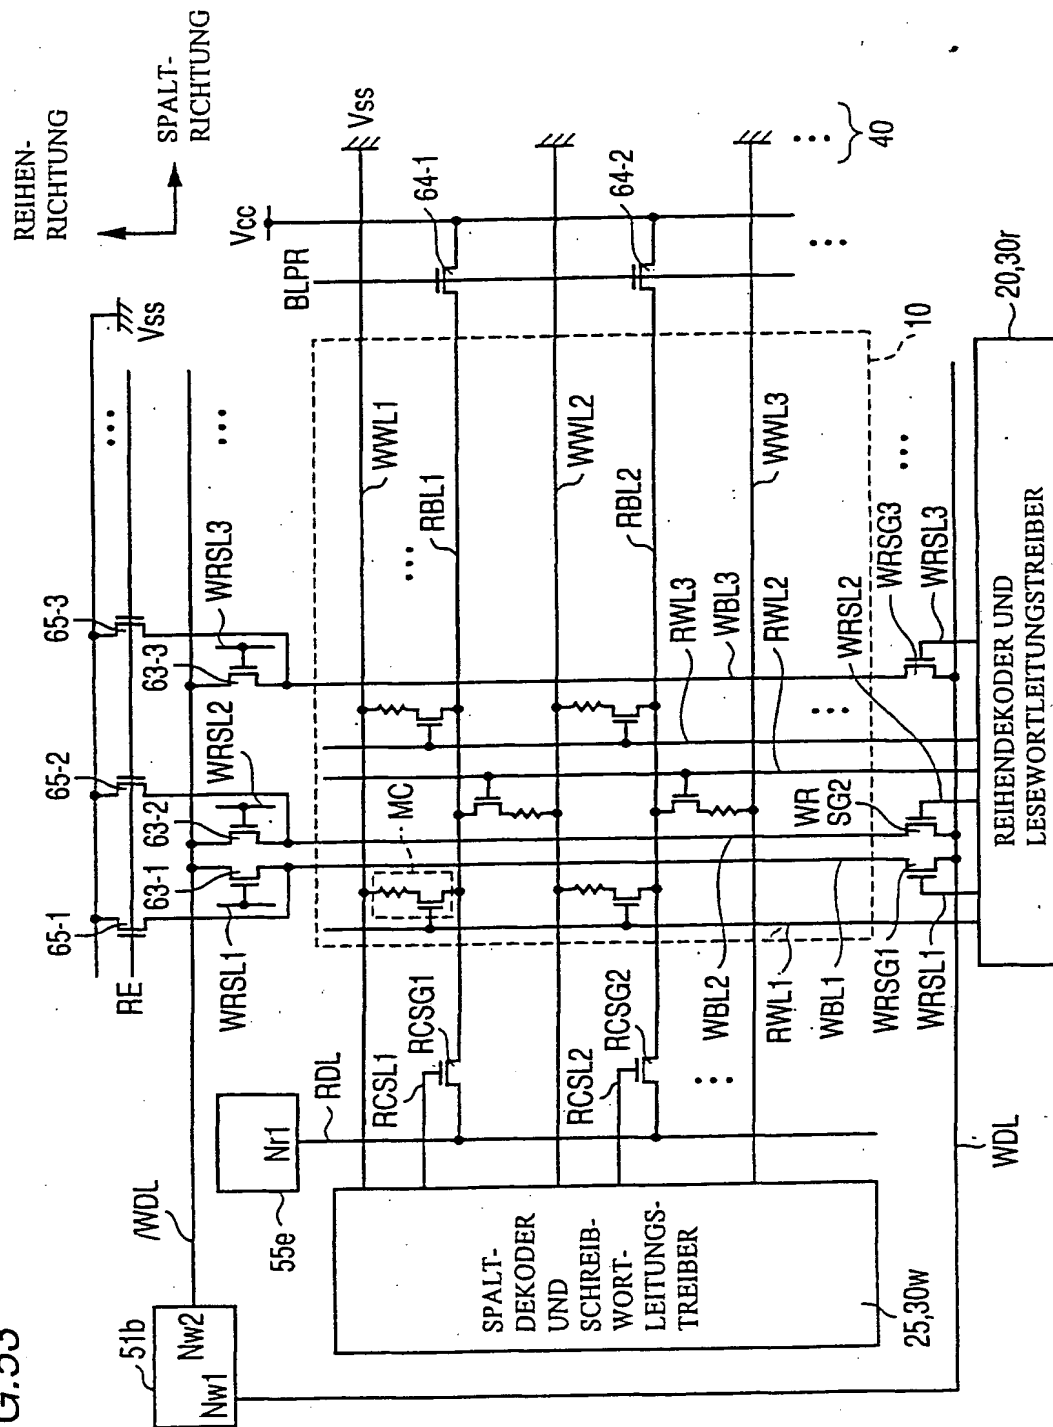 G.53
51b
Nw2
Nw1
/WDL
55e
Nr1
RDL
RE
65-1
65-2
65-3
63-1
63-2
63-3
WRSL1
WRSL2
WRSL3
Vss
REIHEN-
RICHTUNG
SPALT-
RICHTUNG
Vcc
BLPR
Vss
64-1
64-2
40
MC
WWL1
RBL1
WWL2
RBL2
WWL3
RCSL1
RCSG1
RCSL2
RCSG2
RWL3
WBL3
RWL2
WRSL2
WRSG3
WRSL3
10
WR
SG2
WBL2
RWL1
WBL1
WRSG1
WRSL1
WDL
SPALT-
DEKODER
UND
SCHREIB-
WORT-
LEITUNGS-
TREIBER
25,30w
REIHENDEKODER UND
LESEWORTLEITUNGSTREIBER
20,30r